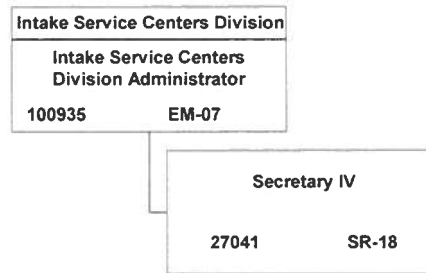 Intake Service Centers Division
Intake Service Centers
Division Administrator
100935 EM-07
Secretary IV
27041 SR-18